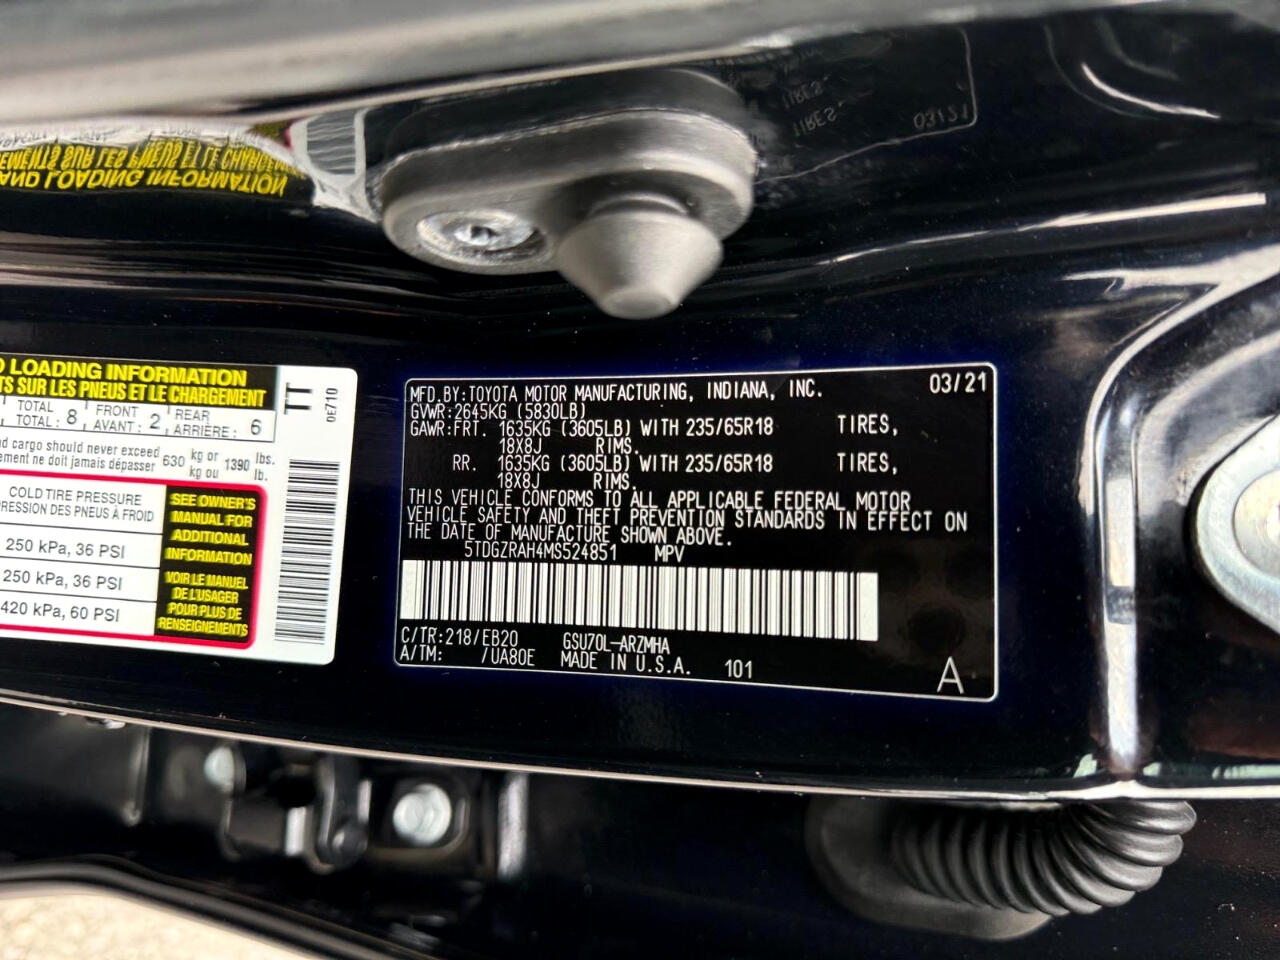 O LOADING INFORMATION
TS SUR LES PNEUS ET LE CHARGEMENT
TOTAL 8 FRONT 2 REAR 6
TOTAL : AVANT : ARRIÈRE :
nd cargo should never exceed 630 kg or 1390 lbs.
ement ne doit jamais dépasser kg ou lb.
COLD TIRE PRESSURE
RESSION DES PNEUS À FROID
250 kPa, 36 PSI
250 kPa, 36 PSI
420 kPa, 60 PSI
SEE OWNER'S
MANUAL FOR
ADDITIONAL
INFORMATION
VOIR LE MANUEL
DE L'USAGER
POUR PLUS DE
RENSEIGNEMENTS
TT
0E710
MFD.BY:TOYOTA MOTOR MANUFACTURING, INDIANA, INC. 03/21
GVWR:2645KG (5830LB)
GAWR:FRT. 1635KG (3605LB) WITH 235/65R18 TIRES,
18X8J RIMS.
RR. 1635KG (3605LB) WITH 235/65R18 TIRES,
18X8J RIMS.
THIS VEHICLE CONFORMS TO ALL APPLICABLE FEDERAL MOTOR
VEHICLE SAFETY AND THEFT PREVENTION STANDARDS IN EFFECT ON
THE DATE OF MANUFACTURE SHOWN ABOVE.
5TDGZRAH4MS524851 MPV
C/TR:218/EB20 GSU70L-ARZMHA
A/TM: /UA80E MADE IN U.S.A. 101
A